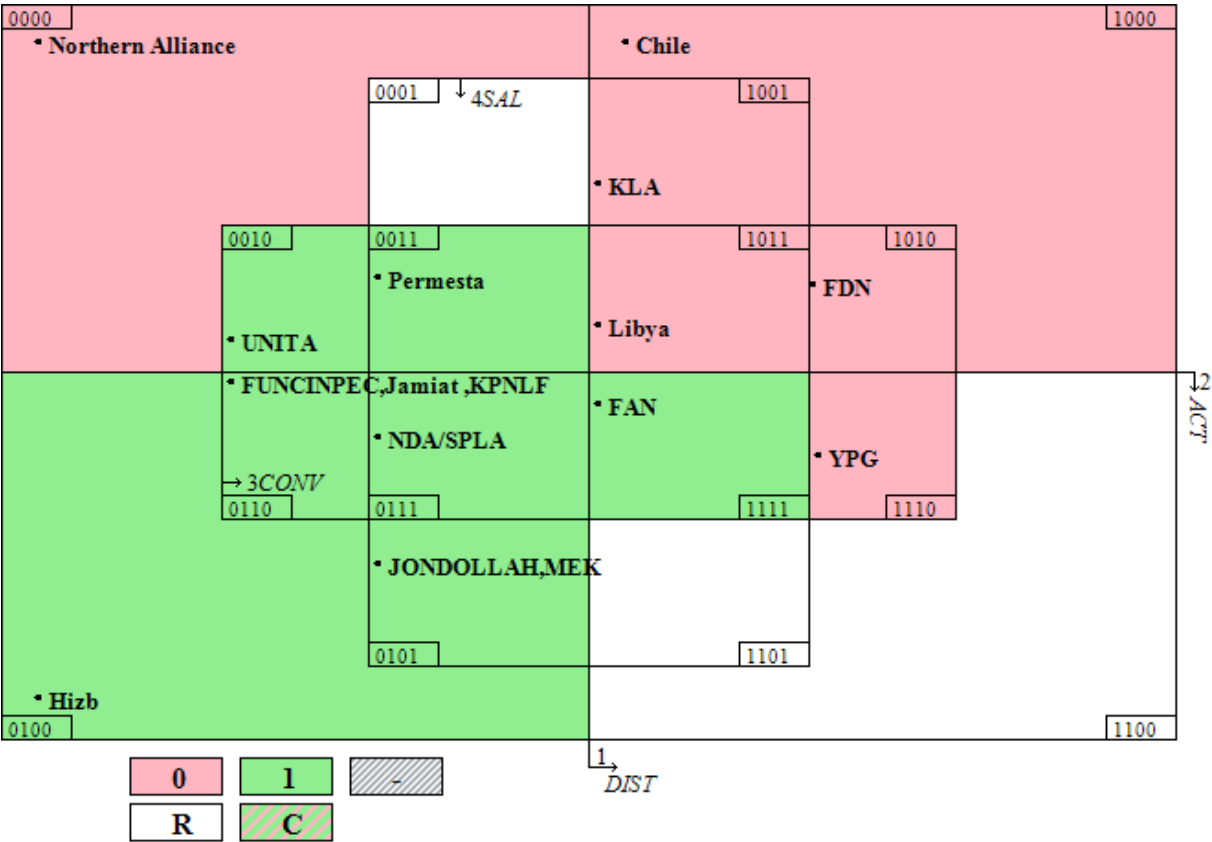 0000
1000
Northern Alliance
Chile
0001
4SAL
1001
KLA
0010
0011
1011
1010
Permesta
FDN
Libya
UNITA
2
ACT
FUNCINPEC,Jamiat ,KPNLF
FAN
NDA/SPLA
YPG
3CONV
0110
0111
1111
1110
JONDOLLAH,MEK
0101
1101
Hizb
0100
1100
1
DIST
0
1
-
R
C